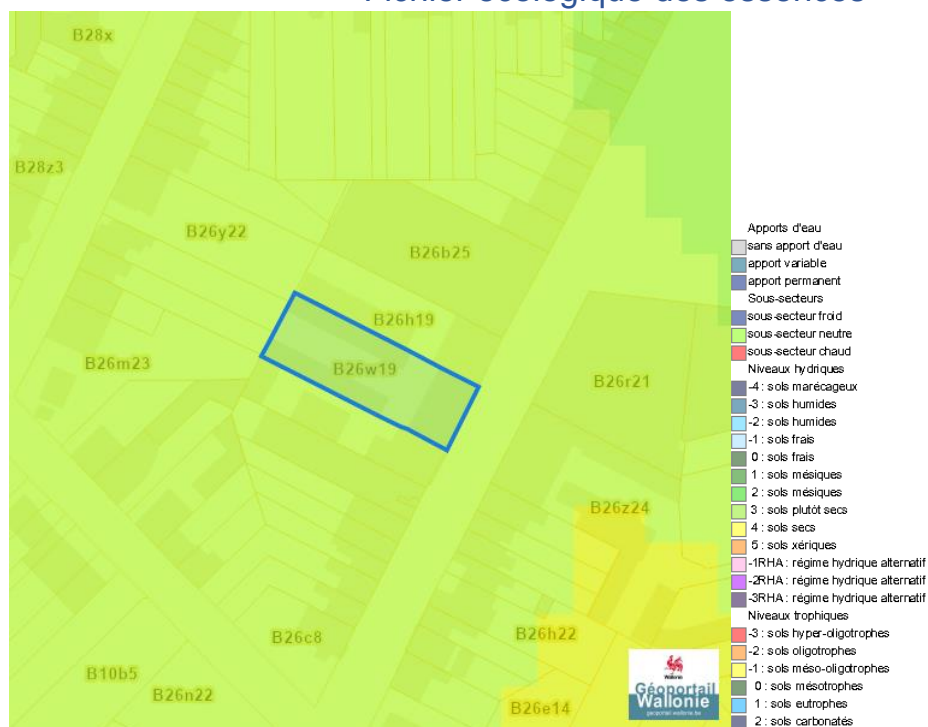 Fichier écologique des essences
B28x
B28z3
B26y22
B26b25
B26h19
B26m23
B26w19
B26r21
B26z24
B26c8
B26h22
B10b5
B26n22
B26e14
Wallonie
Géoportail
Wallonie
geoportail.wallonie.be
Apports d'eau
sans apport d'eau
apport variable
apport permanent
Sous-secteurs
sous-secteur froid
sous-secteur neutre
sous-secteur chaud
Niveaux hydriques
-4 : sols marécageux
-3 : sols humides
-2 : sols humides
-1 : sols frais
0 : sols frais
1 : sols mésiques
2 : sols mésiques
3 : sols plutôt secs
4 : sols secs
5 : sols xériques
-1RHA : régime hydrique alternatif
-2RHA : régime hydrique alternatif
-3RHA : régime hydrique alternatif
Niveaux trophiques
-3 : sols hyper-oligotrophes
-2 : sols oligotrophes
-1 : sols méso-oligotrophes
0 : sols mésotrophes
1 : sols eutrophes
2 : sols carbonatés